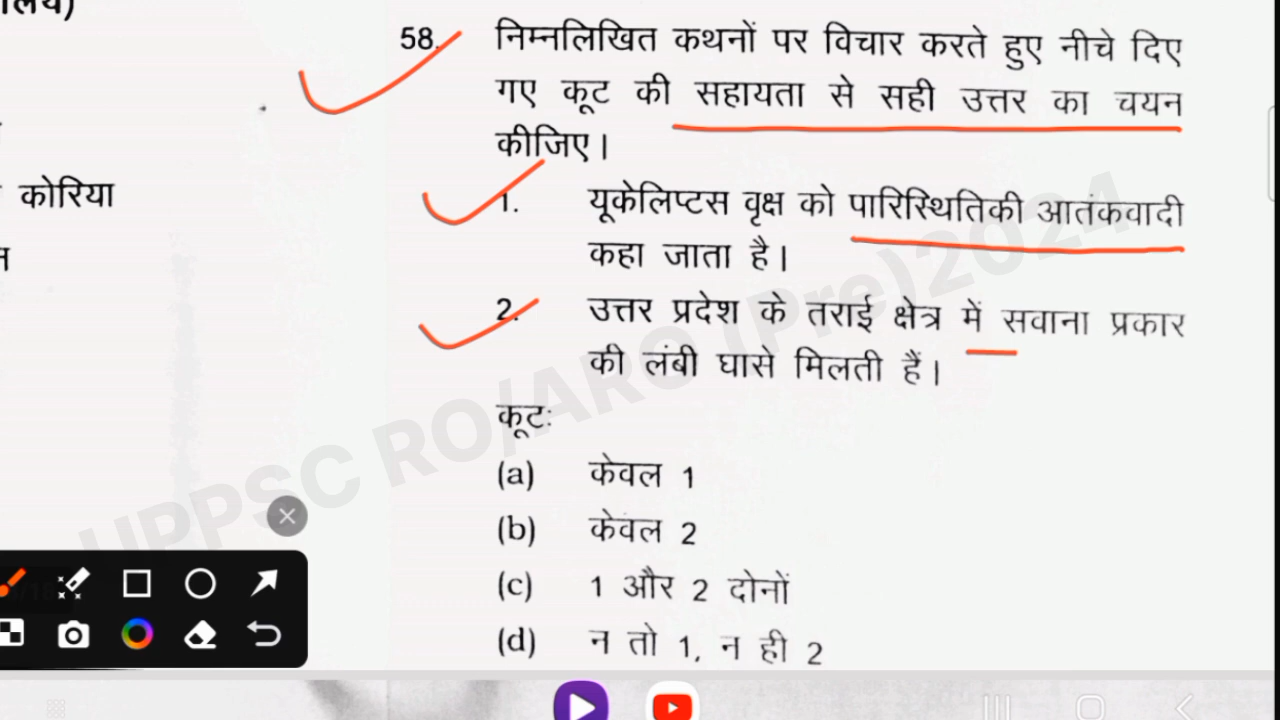 कोरिया
58. निम्नलिखित कथनों पर विचार करते हुए नीचे दिए
गए कूट की सहायता से सही उत्तर का चयन
कीजिए।
1. यूकेलिप्टस वृक्ष को पारिस्थितिकी आतंकवादी
कहा जाता है।
2. उत्तर प्रदेश के तराई क्षेत्र में सवाना प्रकार
की लंबी घासे मिलती हैं।
कूटः
(a) केवल 1
(b) केवल 2
(c) 1 और 2 दोनों
(d) न तो 1, न ही 2
UPPSC RO/ARO (Pre) 2024